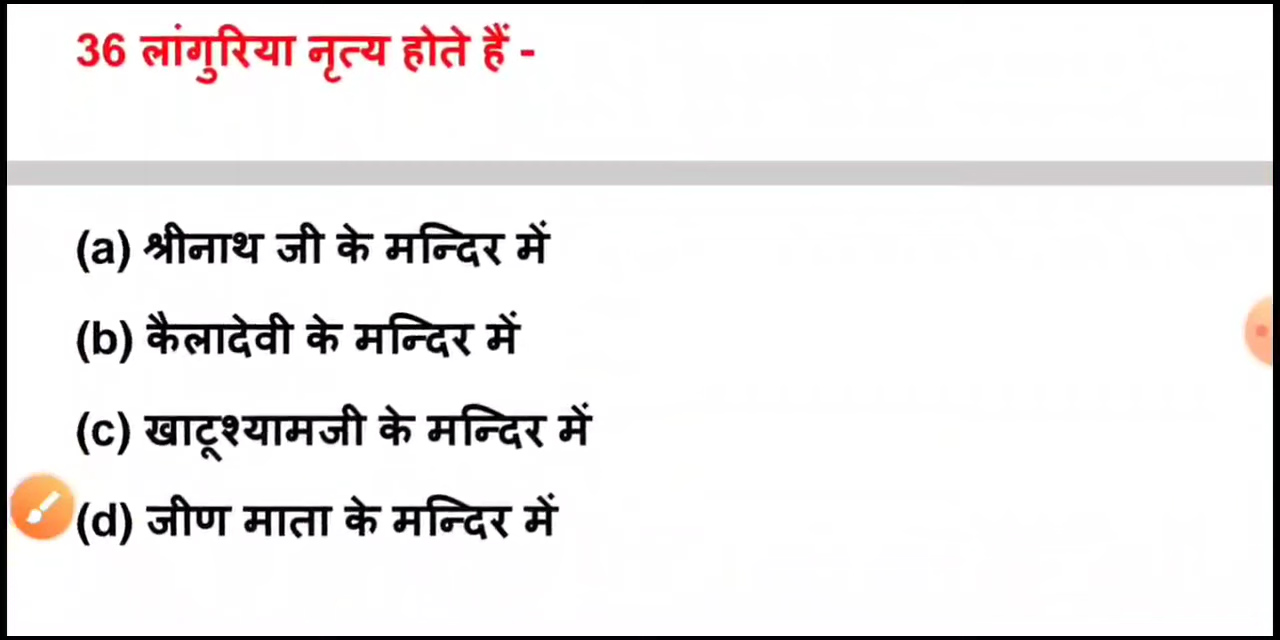 36 लांगुरिया नृत्य होते हैं -
(a) श्रीनाथ जी के मन्दिर में
(b) कैलादेवी के मन्दिर में
(c) खाटूश्यामजी के मन्दिर में
(d) जीण माता के मन्दिर में